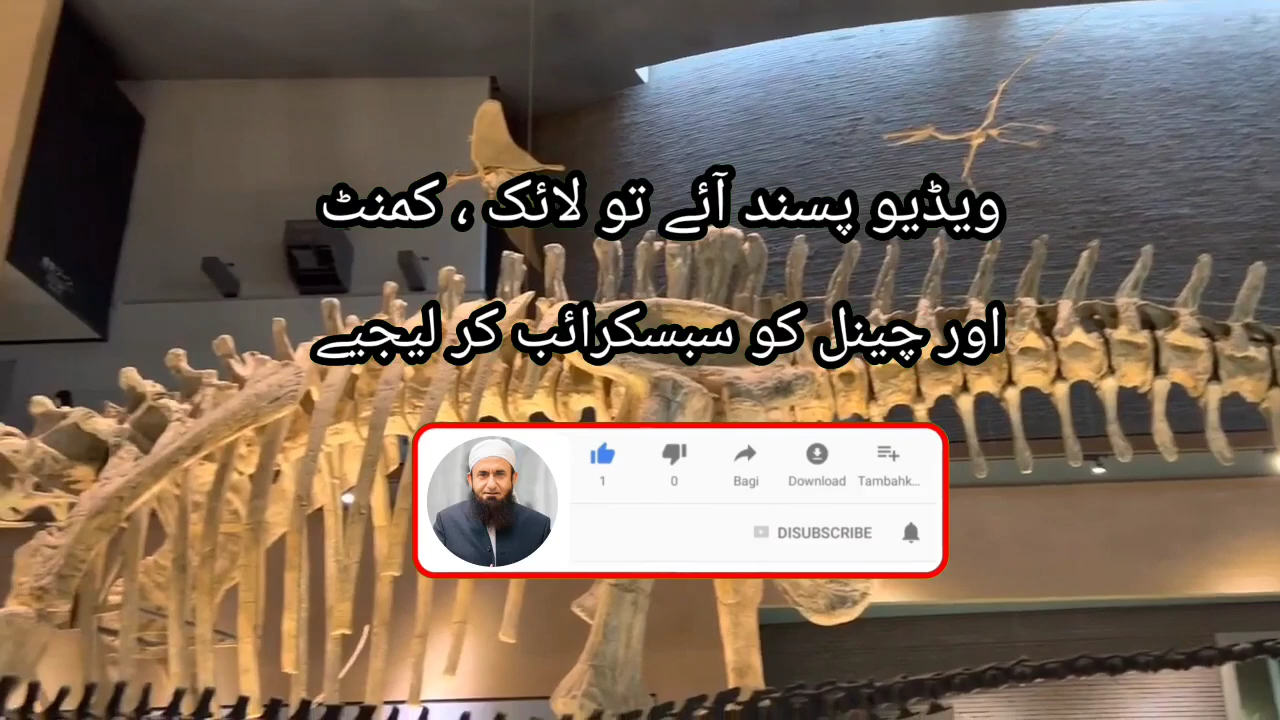 ویڈیو پسند آئے تو لائک ، کمنٹ
اور چینل کو سبسکرائب کر لیجیے
1 0 Bagi Download Tambahk...
DISUBSCRIBE